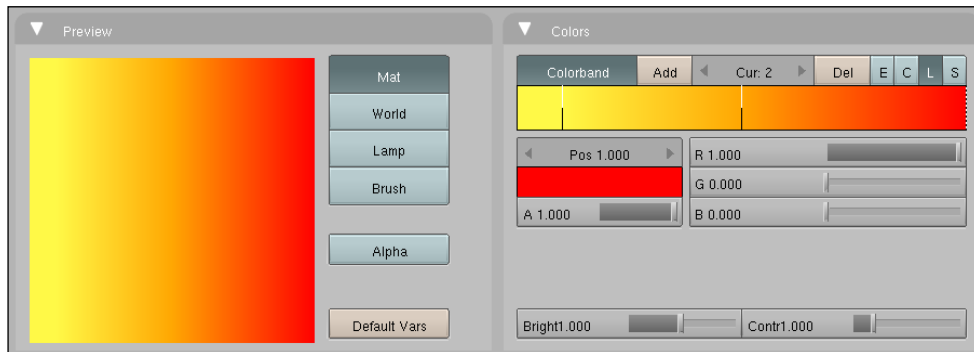 Preview
Mat
World
Lamp
Brush
Alpha
Default Vars
Colors
Colorband Add Cur: 2 Del E C L S
Pos 1.000
A 1.000
R 1.000
G 0.000
B 0.000
Bright1.000 Contr1.000